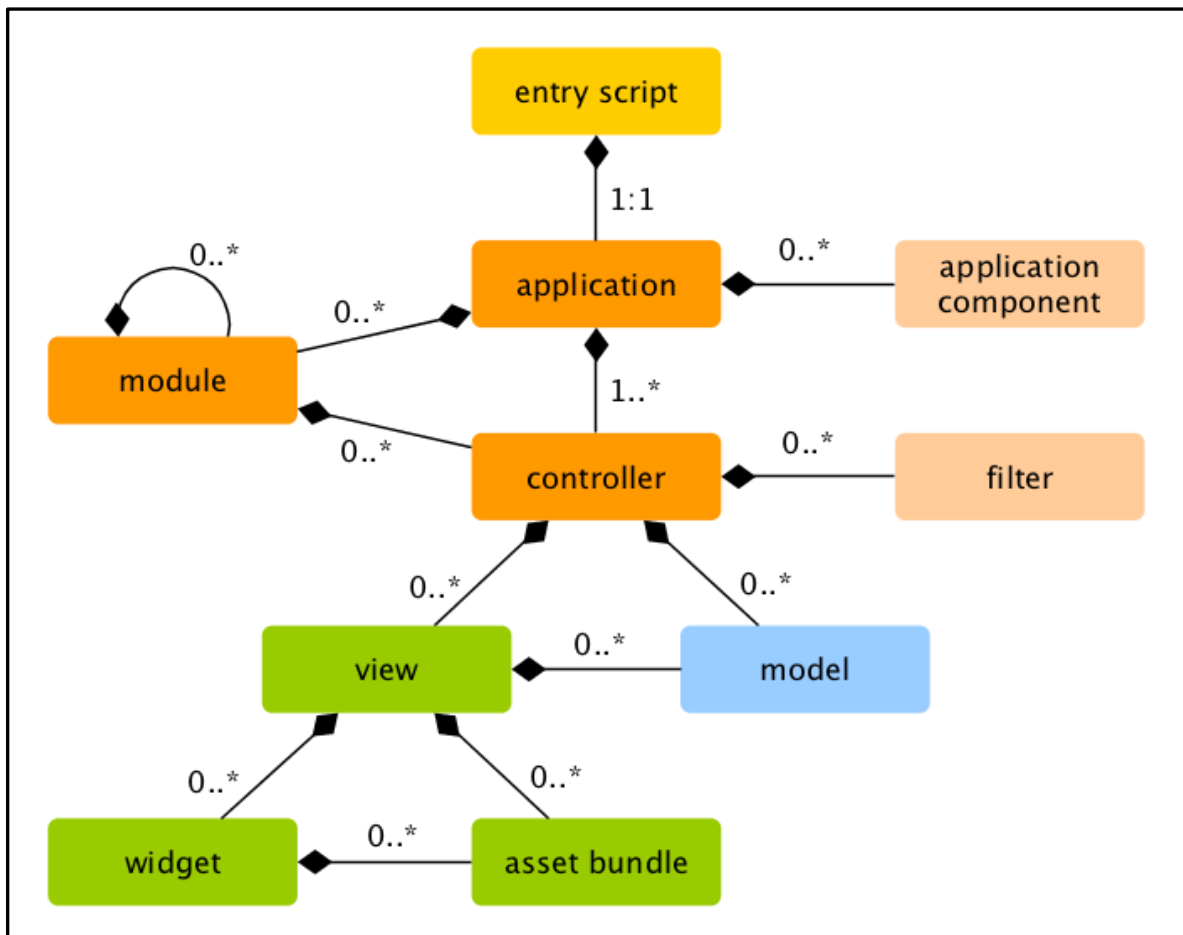 entry script
1:1
0..*
0..*
application
application
component
0..*
module
1..*
0..*
0..*
controller
filter
0..*
0..*
view
0..*
model
0..*
0..*
widget
0..*
asset bundle